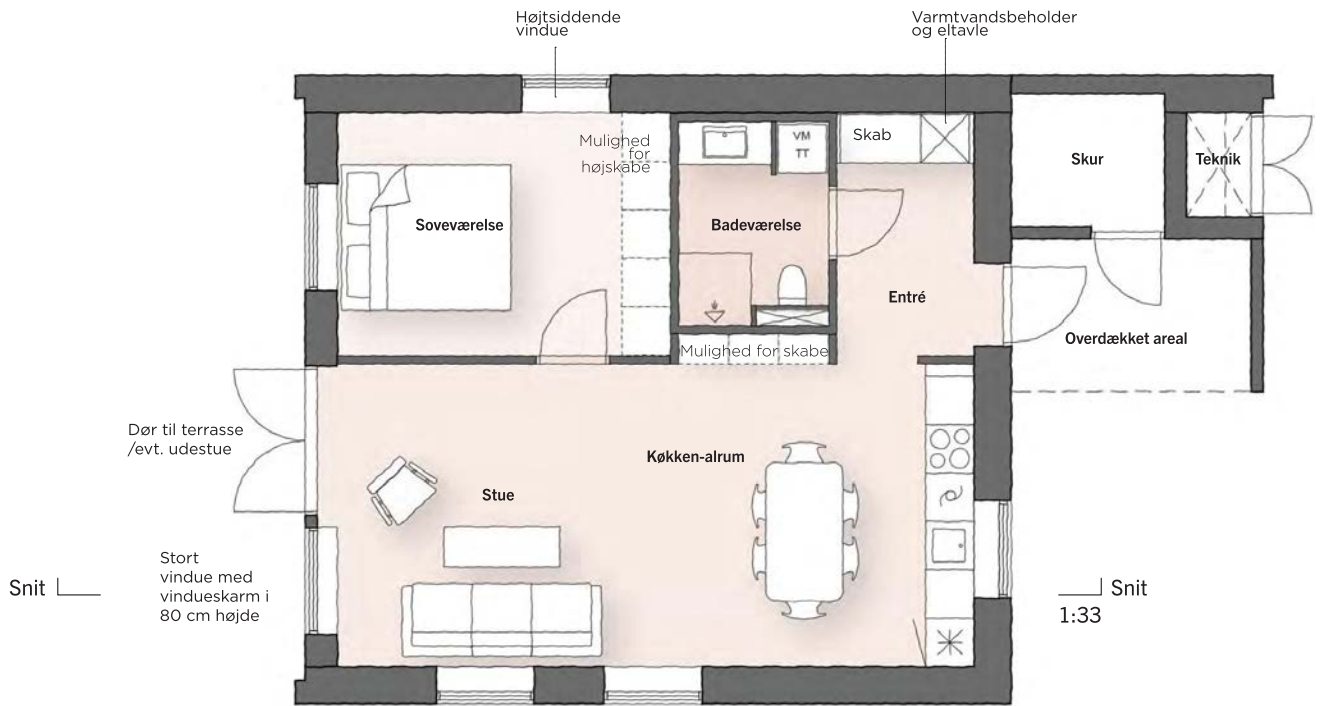 Højtsiddende
vindue
Varmtvandsbeholder
og eltavle
Mulighed
for
højskabe
VM
TT
Skab
Skur
Teknik
Soveværelse
Badeværelse
Entré
Overdækket areal
Mulighed for skabe
Dør til terrasse
/evt. udestue
Køkken-alrum
Stue
Stort
vindue med
vindueskarm i
80 cm højde
Snit
Snit
1:33